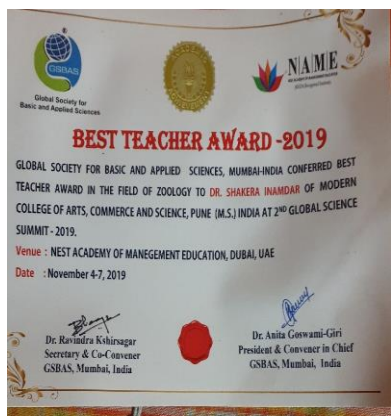 GSBAS
Global Society for
Basic and Applied Sciences
N|A|M|E
BEST TEACHER AWARD -2019
GLOBAL SOCIETY FOR BASIC AND APPLIED SCIENCES, MUMBAI-INDIA CONFERRED BEST
TEACHER AWARD IN THE FIELD OF ZOOLOGY TO DR. SHAKERA INAMDAR OF MODERN
COLLEGE OF ARTS, COMMERCE AND SCIENCE, PUNE (M.S.) INDIA AT 2ND GLOBAL SCIENCE
SUMMIT - 2019.
Venue : NEST ACADEMY OF MANEGEMENT EDUCATION, DUBAI, UAE
Date : November 4-7, 2019
Dr. Ravindra Kshirsagar
Secretary & Co-Convener
GSBAS, Mumbai, India
Dr. Anita Goswami-Giri
President & Convener in Chief
GSBAS, Mumbai, India